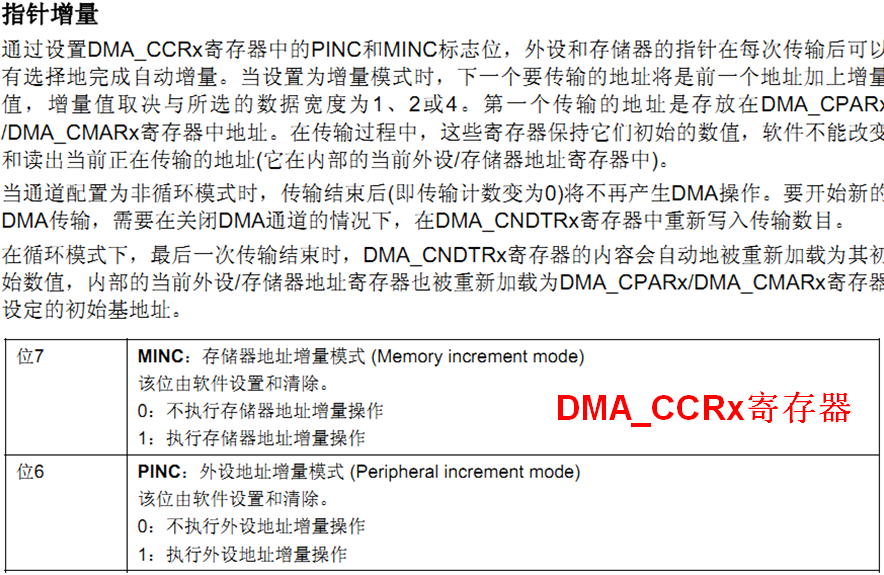 指针增量
通过设置DMA_CCRx寄存器中的PINC和MINC标志位，外设和存储器的指针在每次传输后可以
有选择地完成自动增量。当设置为增量模式时，下一个要传输的地址将是前一个地址加上增量
值，增量值取决与所选的数据宽度为1、2或4。第一个传输的地址是存放在DMA_CPARx
/DMA_CMARx寄存器中地址。在传输过程中，这些寄存器保持它们初始的数值，软件不能改变
和读出当前正在传输的地址(它在内部的当前外设/存储器地址寄存器中)。
当通道配置为非循环模式时，传输结束后(即传输计数变为0)将不再产生DMA操作。要开始新的
DMA传输，需要在关闭DMA通道的情况下，在DMA_CNDTRx寄存器中重新写入传输数目。
在循环模式下，最后一次传输结束时，DMA_CNDTRx寄存器的内容会自动地被重新加载为其初
始数值，内部的当前外设/存储器地址寄存器也被重新加载为DMA_CPARx/DMA_CMARx寄存器
设定的初始基地址。
位7
MINC：存储器地址增量模式 (Memory increment mode)
该位由软件设置和清除。
0：不执行存储器地址增量操作
1：执行存储器地址增量操作
DMA_CCRx寄存器
位6
PINC：外设地址增量模式 (Peripheral increment mode)
该位由软件设置和清除。
0：不执行外设地址增量操作
1：执行外设地址增量操作